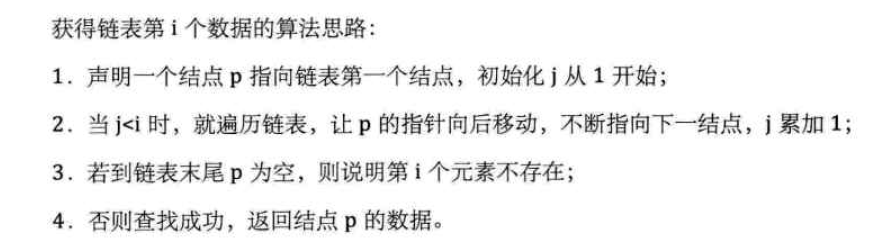 获得链表第 i 个数据的算法思路：
1．声明一个结点 p 指向链表第一个结点，初始化 j 从 1 开始；
2．当 j<i 时，就遍历链表，让 p 的指针向后移动，不断指向下一结点，j 累加 1；
3．若到链表末尾 p 为空，则说明第 i 个元素不存在；
4．否则查找成功，返回结点 p 的数据。